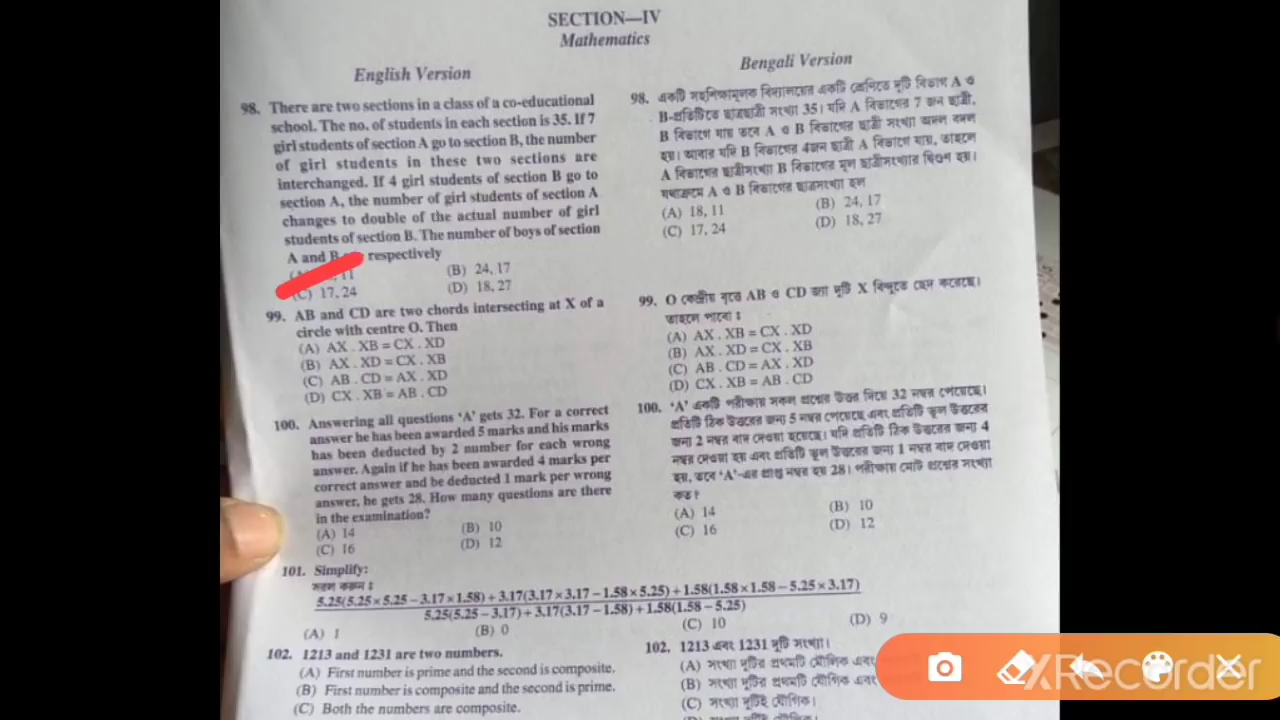 SECTION—IV
Mathematics
English Version
98. There are two sections in a class of a co-educational
school. The no. of students in each section is 35. If 7
girl students of section A go to section B, the number
of girl students in these two sections are
interchanged. If 4 girl students of section B go to
section A, the number of girl students of section A
changes to double of the actual number of girl
students of section B. The number of boys of section
A and B respectively
11
(B) 24, 17
(C) 17, 24
(D) 18, 27
99. AB and CD are two chords intersecting at X of a
circle with centre O. Then
(A) AX . XB = CX . XD
(B) AX . XD = CX . XB
(C) AB . CD = AX . XD
(D) CX . XB = AB . CD
100. Answering all questions ‘A’ gets 32. For a correct
answer he has been awarded 5 marks and his marks
has been deducted by 2 number for each wrong
answer. Again if he has been awarded 4 marks per
correct answer and be deducted 1 mark per wrong
answer, he gets 28. How many questions are there
in the examination?
(A) 14
(B) 10
(C) 16
(D) 12
Bengali Version
98. একটি সহশিক্ষামূলক বিদ্যালয়ের একটি শ্রেণিতে দুটি বিভাগ A ও
B-প্রতিটিতে ছাত্রছাত্রী সংখ্যা 35। যদি A বিভাগের 7 জন ছাত্রী,
B বিভাগে যায় তবে A ও B বিভাগের ছাত্রী সংখ্যা অদল বদল
হয়। আবার যদি B বিভাগের 4জন ছাত্রী A বিভাগে যায়, তাহলে
A বিভাগের ছাত্রীসংখ্যা B বিভাগের মূল ছাত্রীসংখ্যার দ্বিগুণ হয়।
যথাক্রমে A ও B বিভাগের ছাত্রসংখ্যা হল
(A) 18, 11
(B) 24, 17
(C) 17, 24
(D) 18, 27
99. O কেন্দ্রীয় বৃত্তে AB ও CD জ্যা দুটি X বিন্দুতে ছেদ করেছে।
তাহলে পাবো :
(A) AX . XB = CX . XD
(B) AX . XD = CX . XB
(C) AB . CD = AX . XD
(D) CX . XB = AB . CD
100. ‘A’ একটি পরীক্ষায় সকল প্রশ্নের উত্তর দিয়ে 32 নম্বর পেয়েছে।
প্রতিটি ঠিক উত্তরের জন্য 5 নম্বর পেয়েছে এবং প্রতিটি ভুল উত্তরের
জন্য 2 নম্বর বাদ দেওয়া হয়েছে। যদি প্রতিটি ঠিক উত্তরের জন্য 4
নম্বর দেওয়া হয় এবং প্রতিটি ভুল উত্তরের জন্য 1 নম্বর বাদ দেওয়া
হয়, তবে ‘A’-এর প্রাপ্ত নম্বর হয় 28। পরীক্ষায় মোট প্রশ্নের সংখ্যা
কত?
(A) 14
(B) 10
(C) 16
(D) 12
101. Simplify:
সরল করুন :
5.25(5.25 × 5.25 – 3.17 × 1.58) + 3.17(3.17 × 3.17 – 1.58 × 5.25) + 1.58(1.58 × 1.58 – 5.25 × 3.17)
5.25(5.25 – 3.17) + 3.17(3.17 – 1.58) + 1.58(1.58 – 5.25)
(A) 1
(B) 0
(C) 10
(D) 9
102. 1213 and 1231 are two numbers.
(A) First number is prime and the second is composite.
(B) First number is composite and the second is prime.
(C) Both the numbers are composite.
102. 1213 এবং 1231 দুটি সংখ্যা।
(A) সংখ্যা দুটির প্রথমটি যৌগিক এবং
(B) সংখ্যা দুটির প্রথমটি যৌগিক এবং
(C) সংখ্যা দুটিই যৌগিক।
XRecorder